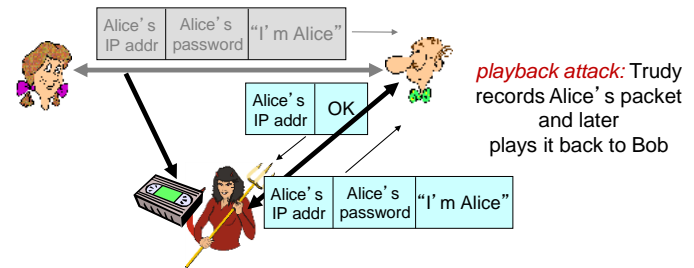 Alice’s
IP addr
Alice’s
password
“I’m Alice”
playback attack: Trudy
records Alice’s packet
and later
plays it back to Bob
Alice’s
IP addr
OK
Alice’s
IP addr
Alice’s
password
“I’m Alice”